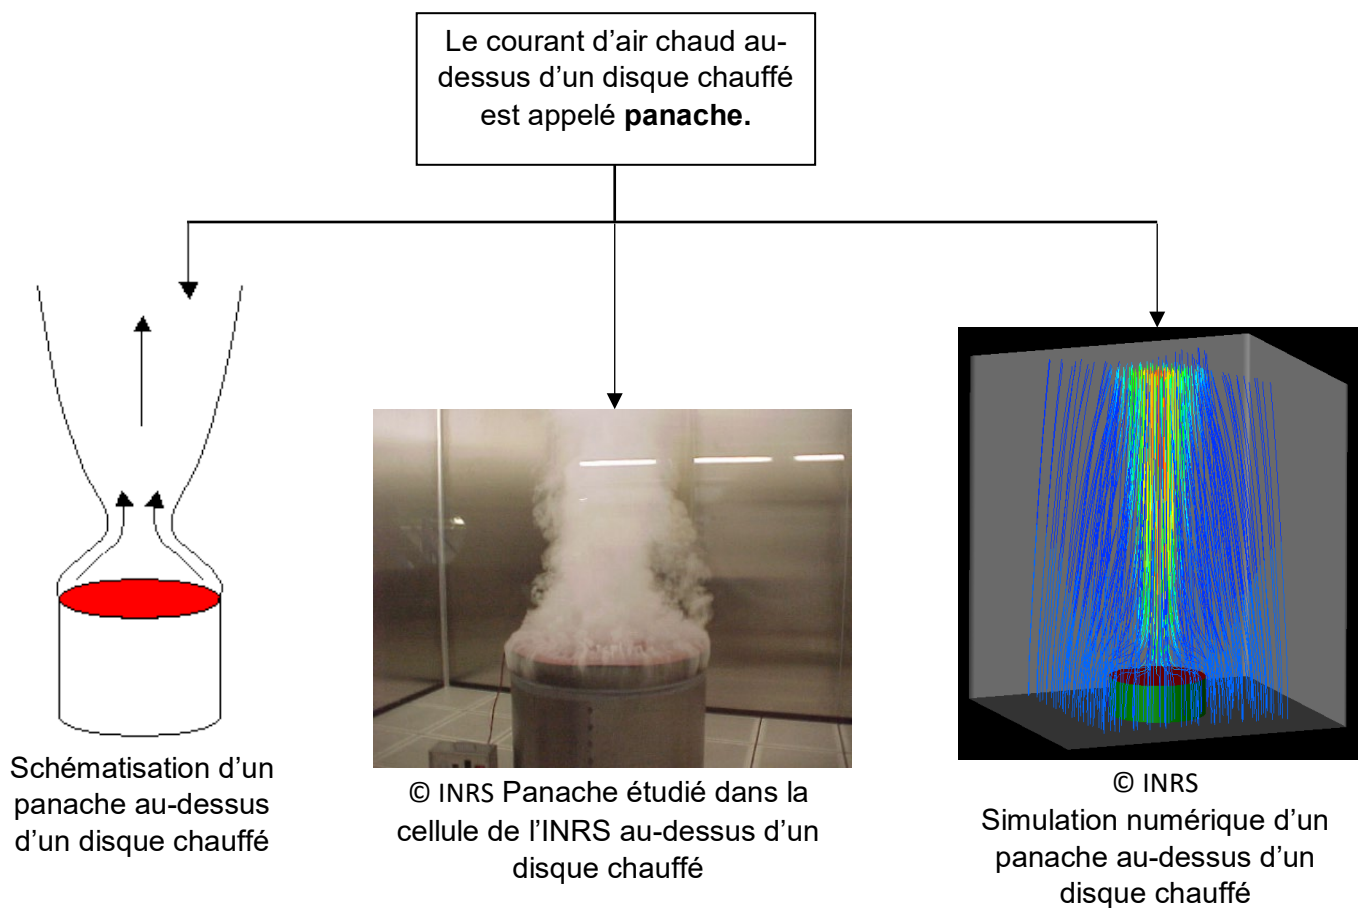 Le courant d’air chaud au-
dessus d’un disque chauffé
est appelé panache.
Schématisation d’un
panache au-dessus
d’un disque chauffé
© INRS Panache étudié dans la
cellule de l’INRS au-dessus d’un
disque chauffé
© INRS
Simulation numérique d’un
panache au-dessus d’un
disque chauffé